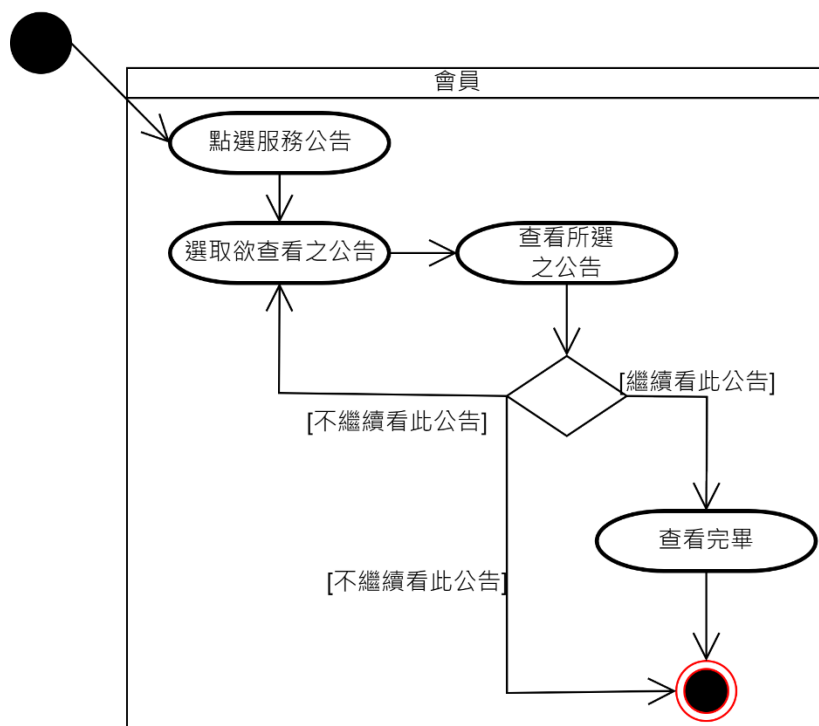 會員
點選服務公告
選取欲查看之公告
查看所選
之公告
[繼續看此公告]
[不繼續看此公告]
查看完畢
[不繼續看此公告]